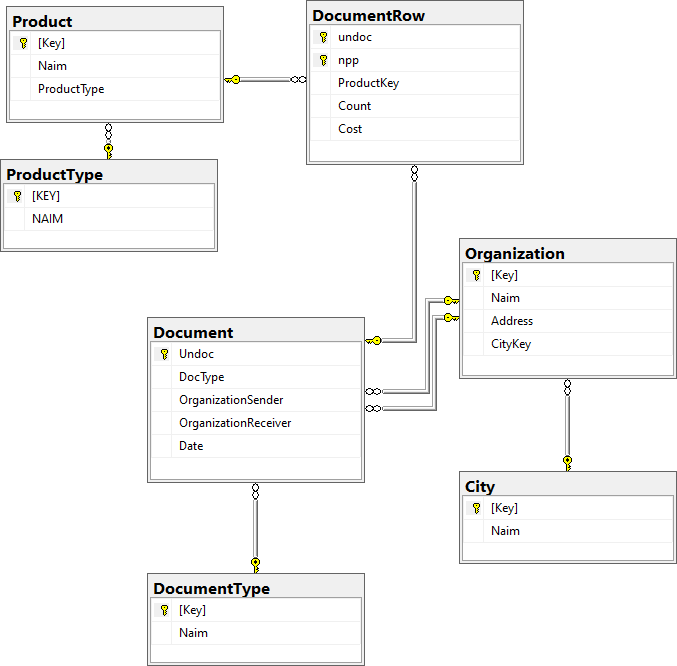 Product
[Key]
Naim
ProductType
DocumentRow
undoc
npp
ProductKey
Count
Cost
ProductType
[KEY]
NAIM
Organization
[Key]
Naim
Address
CityKey
Document
Undoc
DocType
OrganizationSender
OrganizationReceiver
Date
City
[Key]
Naim
DocumentType
[Key]
Naim